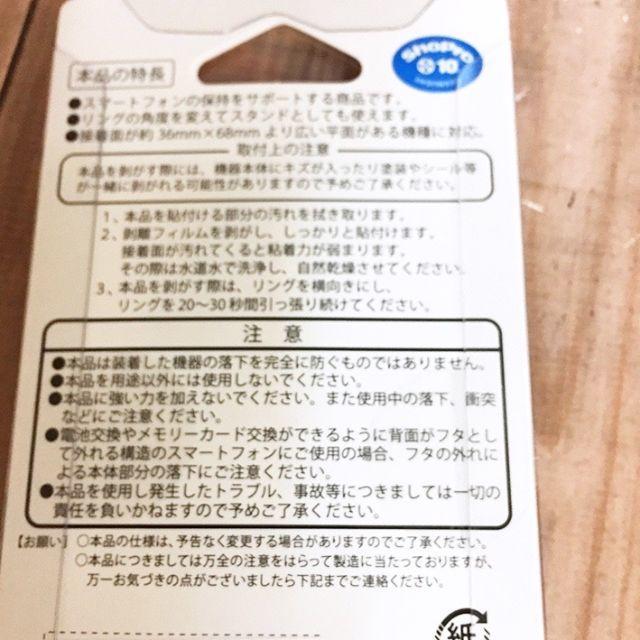 ShoPro
10
本品の特長
●スマートフォンの保持をサポートする商品です。
●リングの角度を変えてスタンドとしても使えます。
●接着面が約 36mm×68mm より広い平面がある機種に対応。
取付上の注意
本品を剥がす際には、機器本体にキズが入ったり塗装やシール等
が一緒に剥がれる可能性がありますので予めご了承ください。
1、本品を貼付ける部分の汚れを拭き取ります。
2、剥離フィルムを剥がし、しっかりと貼付けます。
接着面が汚れてくると粘着力が弱まります。
その際は水道水で洗浄し、自然乾燥させてください。
3、本品を剥がす際は、リングを横向きにし、
リングを20〜30秒間引っ張り続けてください。
注 意
●本品は装着した機器の落下を完全に防ぐものではありません。
●本品を用途以外には使用しないでください。
●本品に強い力を加えないでください。また使用中の落下、衝突
などにご注意ください。
●電池交換やメモリーカード交換ができるように背面がフタとし
て外れる構造のスマートフォンにご使用の場合、フタの外れに
よる本体部分の落下にご注意ください。
●本品を使用し発生したトラブル、事故等につきましては一切の
責任を負いかねますので予めご了承ください。
【お願い】○本品の仕様は、予告なく変更する場合がありますのでご了承ください。
○本品につきましては万全の注意をはらって製造に当たっておりますが、
万一お気づきの点がございましたら下記までご連絡ください。
紙